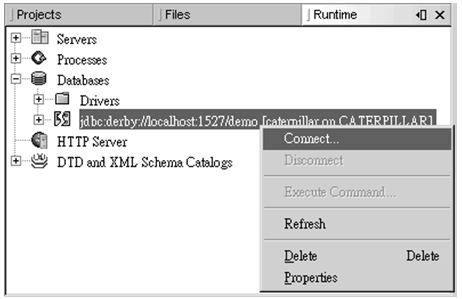 Projects Files Runtime
Servers
Processes
Databases
Drivers
jdbc:derby://localhost:1527/demo [caterpillar on CATERPILLAR]
Connect...
HTTP Server
Disconnect
DTD and XML Schema Catalogs
Execute Command...
Refresh
Delete Delete
Properties